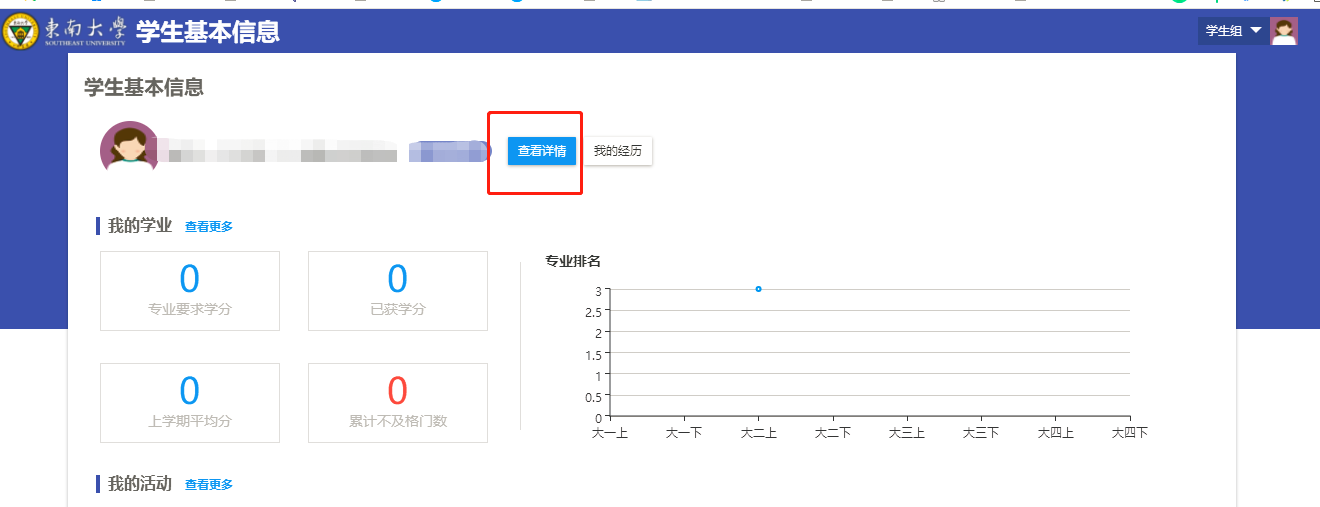 東南大學 学生基本信息
SOUTHEAST UNIVERSITY
学生组
学生基本信息
查看详情 我的经历
我的学业 查看更多
0
专业要求学分
0
已获学分
0
上学期平均分
0
累计不及格门数
专业排名
3
2.5
2
1.5
1
0.5
0
大一上 大一下 大二上 大二下 大三上 大三下 大四上 大四下
我的活动 查看更多